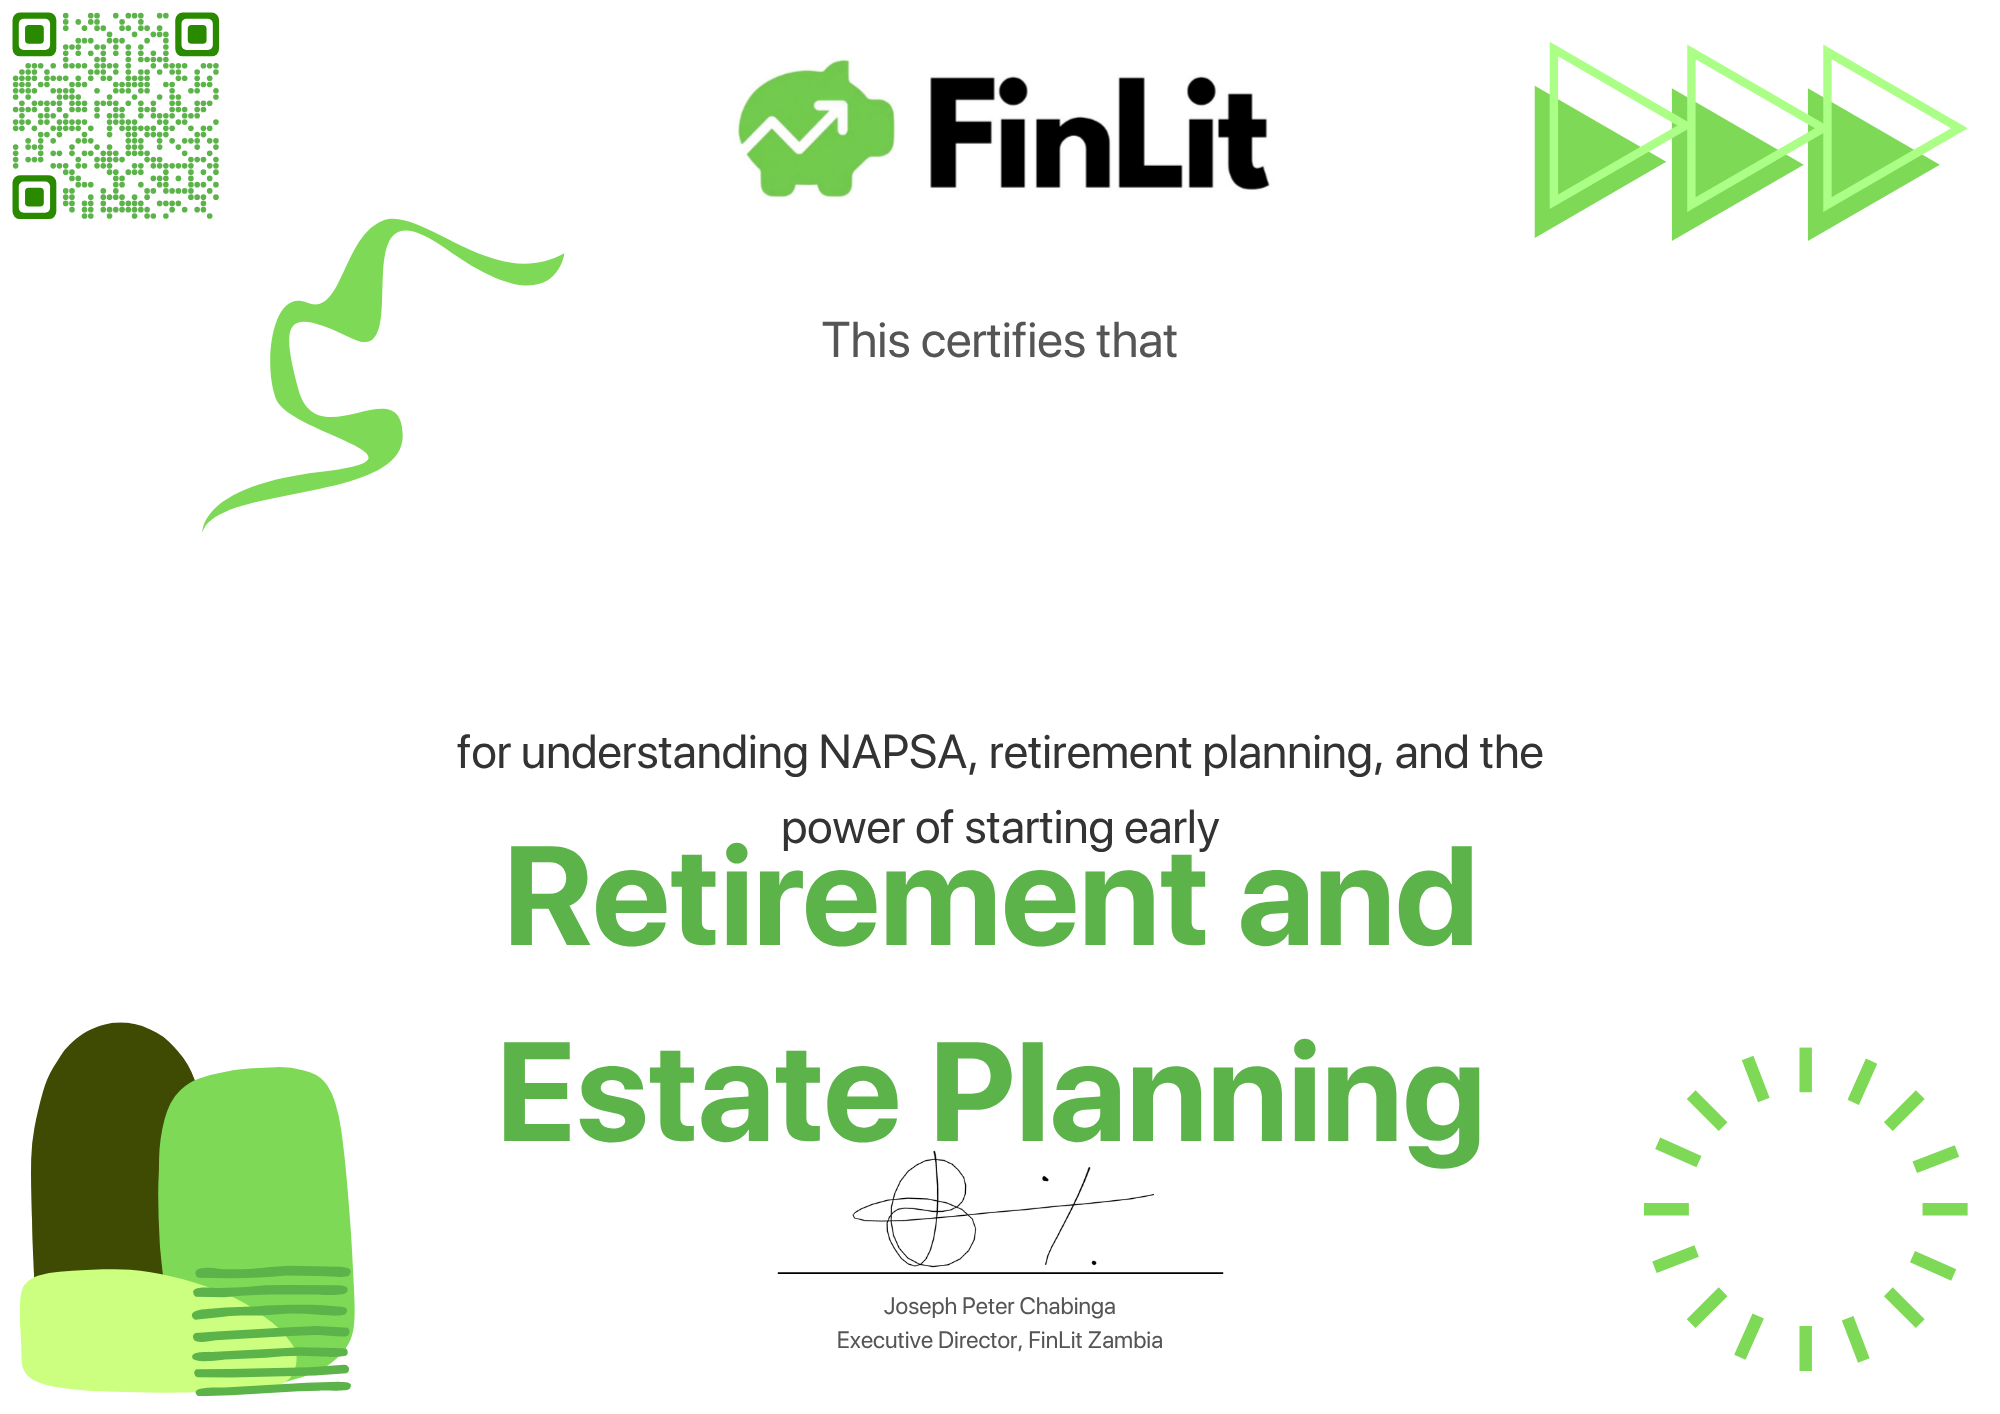 FinLit
This certifies that
for understanding NAPSA, retirement planning, and the
power of starting early
Retirement and
Estate Planning
Joseph Peter Chabinga
Executive Director, FinLit Zambia